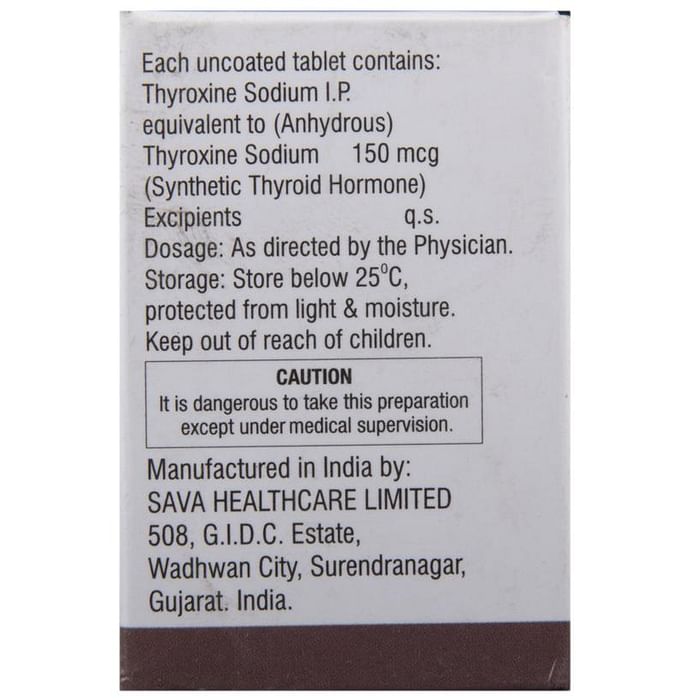 Each uncoated tablet contains:
Thyroxine Sodium I.P.
equivalent to (Anhydrous)
Thyroxine Sodium 150 mcg
(Synthetic Thyroid Hormone)
Excipients q.s.
Dosage: As directed by the Physician.
Storage: Store below 25°C,
protected from light & moisture.
Keep out of reach of children.
CAUTION
It is dangerous to take this preparation
except under medical supervision.
Manufactured in India by:
SAVA HEALTHCARE LIMITED
508, G.I.D.C. Estate,
Wadhwan City, Surendranagar,
Gujarat. India.